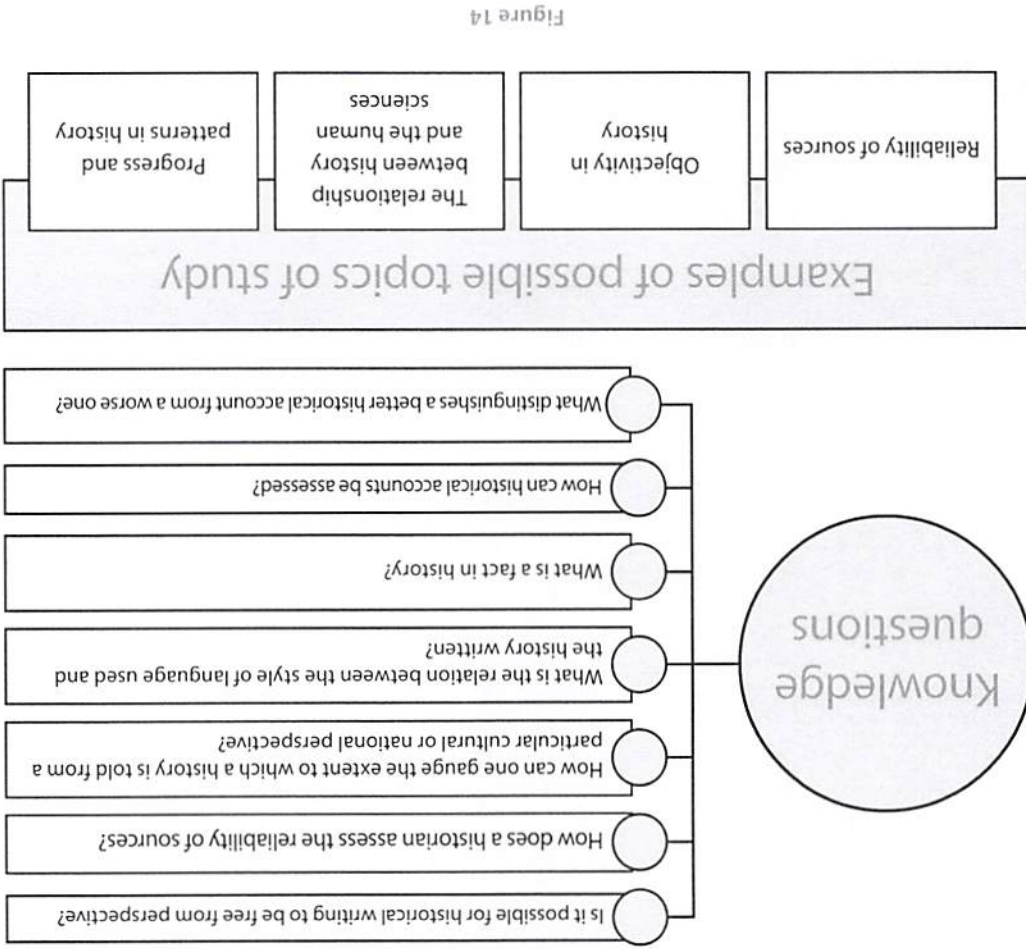 Knowledge
questions
Is it possible for historical writing to be free from perspective?
How does a historian assess the reliability of sources?
How can one gauge the extent to which a history is told from a
particular cultural or national perspective?
What is the relation between the style of language used and
the history written?
What is a fact in history?
How can historical accounts be assessed?
What distinguishes a better historical account from a worse one?
Examples of possible topics of study
Reliability of sources
Objectivity in
history
The relationship
between history
and the human
sciences
Progress and
patterns in history
Figure 14